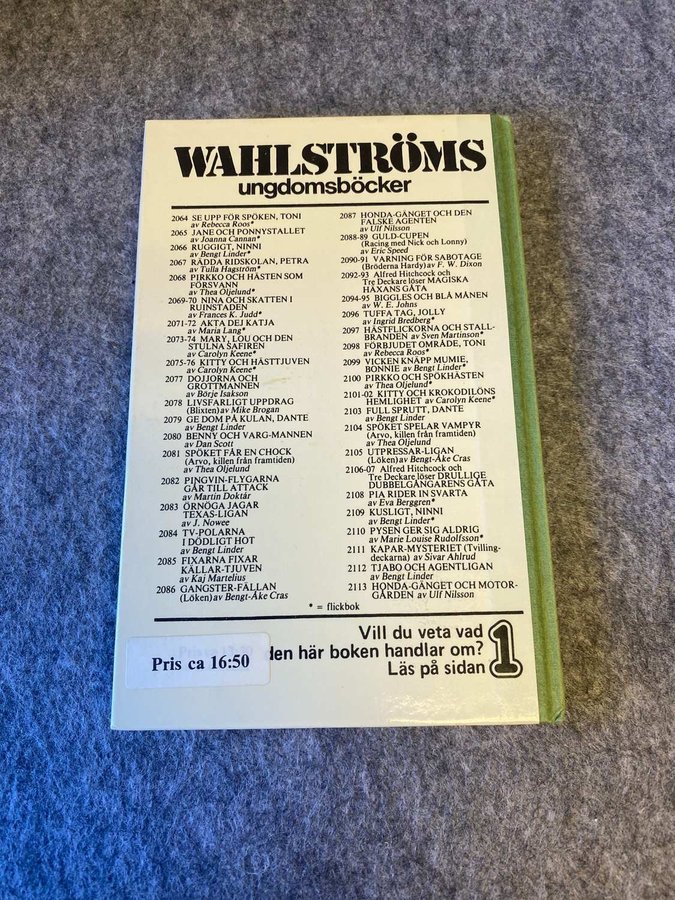 WAHLSTRÖMS
ungdomsböcker
2064 SE UPP FÖR SPÖKEN, TONI
av Rebecca Roos*
2065 JANE OCH PONNYSTALLET
av Joanna Cannan*
2066 RUGGIGT, NINNI
av Bengt Linder*
2067 RÄDDA RIDSKOLAN, PETRA
av Tulla Hagström*
2068 PIRKKO OCH HÄSTEN SOM
FÖRSVANN
av Thea Oljelund*
2069-70 NINA OCH SKATTEN I
RUINSTADEN
av Frances K. Judd*
2071-72 AKTA DEJ KATJA
av Maria Lang*
2073-74 MARY, LOU OCH DEN
STULNA SAFIREN
av Carolyn Keene*
2075-76 KITTY OCH HÄSTTJUVEN
av Carolyn Keene*
2077 DOJJORNA OCH
GROTTMANNEN
av Börje Isakson
2078 LIVSFARLIGT UPPDRAG
(Blixten) av Mike Brogan
2079 GE DOM PÅ KULAN, DANTE
av Bengt Linder
2080 BENNY OCH VARG-MANNEN
av Dan Scott
2081 SPÖKET FÅR EN CHOCK
(Arvo, killen från framtiden)
av Thea Oljelund
2082 PINGVIN-FLYGARNA
GÅR TILL ATTACK
av Martin Doktár
2083 ÖRNÖGA JAGAR
TEXAS-LIGAN
av J. Nowee
2084 TV-POLARNA
I DÖDLIGT HOT
av Bengt Linder
2085 FIXARNA FIXAR
KÄLLAR-TJUVEN
av Kaj Martelius
2086 GANGSTER-FÄLLAN
(Löken) av Bengt-Åke Cras
2087 HONDA-GÄNGET OCH DEN
FALSKE AGENTEN
av Ulf Nilsson
2088-89 GULD-CUPEN
(Racing med Nick och Lonny)
av Eric Speed
2090-91 VARNING FÖR SABOTAGE
(Bröderna Hardy) av F. W. Dixon
2092-93 Alfred Hitchcock och
Tre Deckare löser MAGISKA
HÄXANS GÅTA
2094-95 BIGGLES OCH BLÅ MÅNEN
av W. E. Johns
2096 TUFFA TAG, JOLLY
av Ingrid Bredberg*
2097 HÄSTFLICKORNA OCH STALL-
BRANDEN av Sven Martinson*
2098 FÖRBJUDET OMRÅDE, TONI
av Rebecca Roos*
2099 VICKEN KNÄPP MUMIE,
BONNIE av Bengt Linder*
2100 PIRKKO OCH SPÖKHÄSTEN
av Thea Oljelund*
2101-02 KITTY OCH KROKODILÖNS
HEMLIGHET av Carolyn Keene*
2103 FULL SPRUTT, DANTE
av Bengt Linder
2104 SPÖKET SPELAR VAMPYR
(Arvo, killen från framtiden)
av Thea Oljelund
2105 UTPRESSAR-LIGAN
(Löken) av Bengt-Åke Cras
2106-07 Alfred Hitchcock och
Tre Deckare löser DRULLIGE
DUBBELGÅNGARENS GÅTA
2108 PIA RIDER IN SVARTA
av Eva Berggren*
2109 KUSLIGT, NINNI
av Bengt Linder*
2110 PYSEN GER SIG ALDRIG
av Marie Louise Rudolfsson*
2111 KAPAR-MYSTERIET (Tvilling-
deckarna) av Sivar Ahlrud
2112 TJABO OCH AGENTLIGAN
av Bengt Linder
2113 HONDA-GÄNGET OCH MOTOR-
GÅRDEN av Ulf Nilsson
* = flickbok
Vill du veta vad
den här boken handlar om?
Läs på sidan 1
Pris ca 16:50